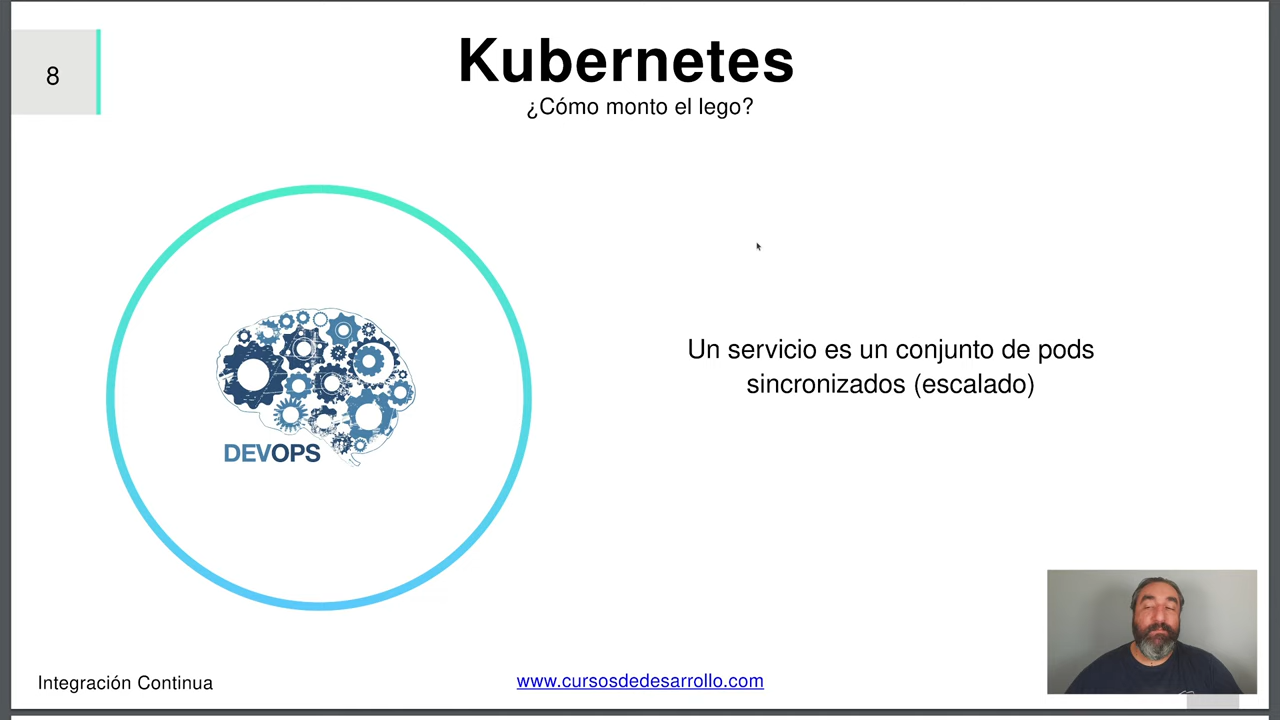 8
Kubernetes
¿Cómo monto el lego?
Un servicio es un conjunto de pods
sincronizados (escalado)
DEVOPS
Integración Continua
www.cursosdedesarrollo.com